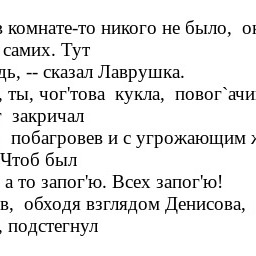 в комнате-то никого не было,
самих. Тут
дь, -- сказал Лаврушка.
, ты, чог'това кукла, повог`ачи
закричал
побагровев и с угрожающим
Чтоб был
а то запог'ю. Всех запог'ю!
в, обходя взглядом Денисова,
, подстегнул